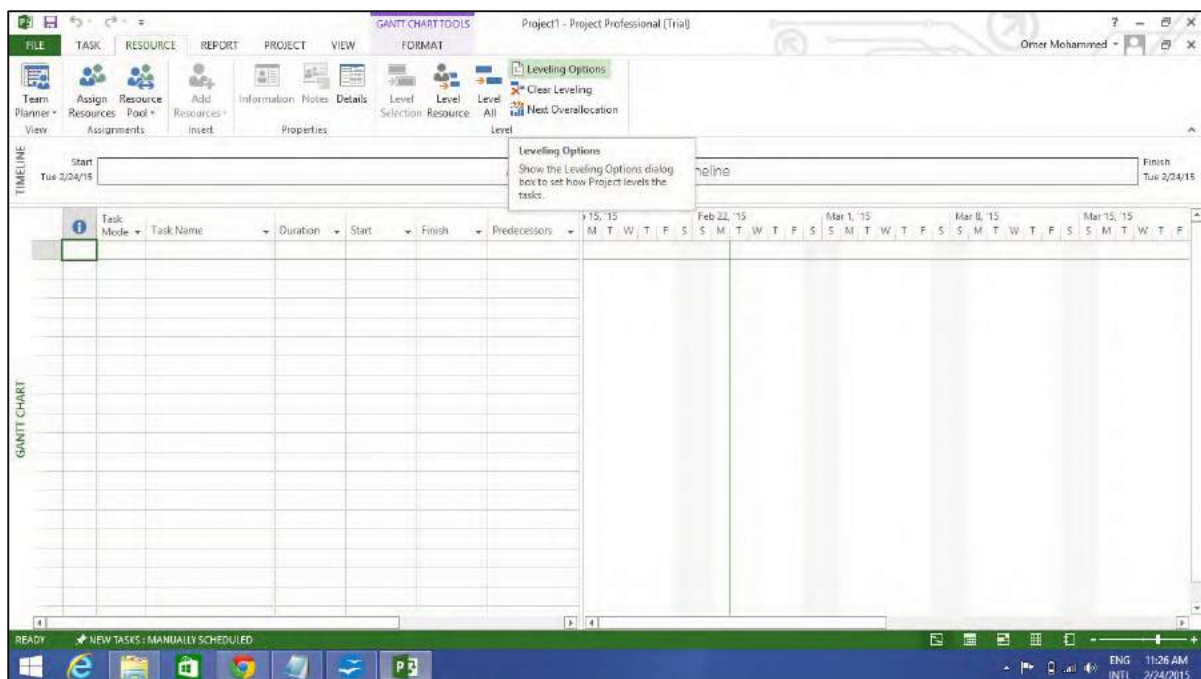 GANTT CHART TOOLS
Project1 - Project Professional (Trial)
FILE TASK RESOURCE REPORT PROJECT VIEW FORMAT
Omer Mohammed
Team Planner
Assign Resources
Resource Pool
Add Resources
Information
Notes
Details
Level Selection
Level Resource
Level All
Leveling Options
Clear Leveling
Next Overallocation
View Assignments Insert Properties Level
Leveling Options
Show the Leveling Options dialog
box to set how Project levels the
tasks.
TIMELINE
Start
Tue 2/24/15
neline
Finish
Tue 2/24/15
Task Mode Task Name Duration Start Finish Predecessors
15, '15 Feb 22, '15 Mar 1, '15 Mar 8, '15 Mar 15, '15
M T W T F S S M T W T F S S M T W T F S S M T W T F S S M T W T F
GANTT CHART
READY NEW TASKS : MANUALLY SCHEDULED
ENG 11:26 AM
INTL 2/24/2015